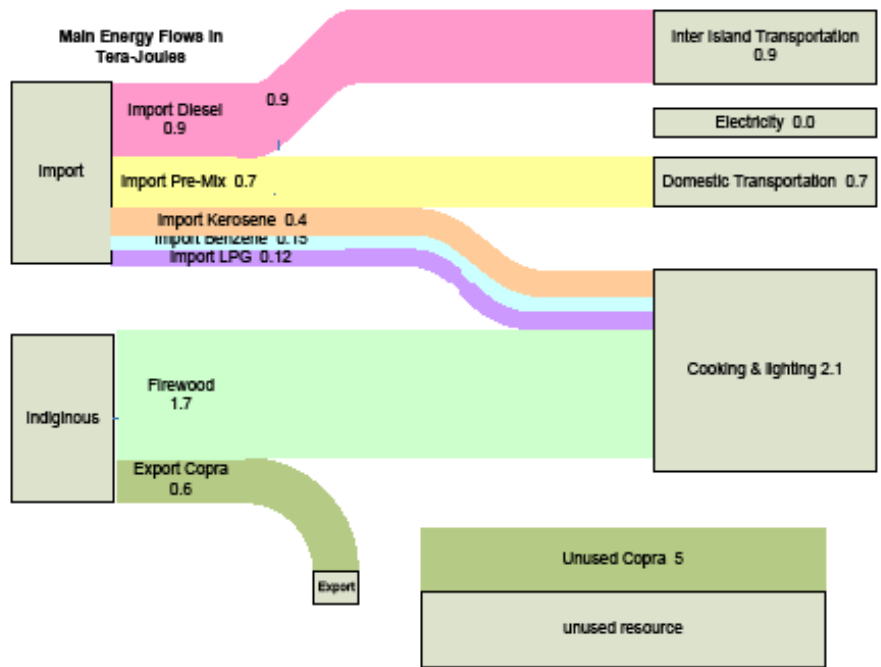 Main Energy Flows in
Tera-Joules
Inter Island Transportation
0.9
Import Diesel
0.9
0.9
Electricity 0.0
Import
Import Pre-Mix 0.7
Domestic Transportation 0.7
Import Kerosene 0.4
Import Benzene 0.15
Import LPG 0.12
Cooking & lighting 2.1
Firewood
1.7
Indiginous
Export Copra
0.6
Unused Copra 5
Export
unused resource